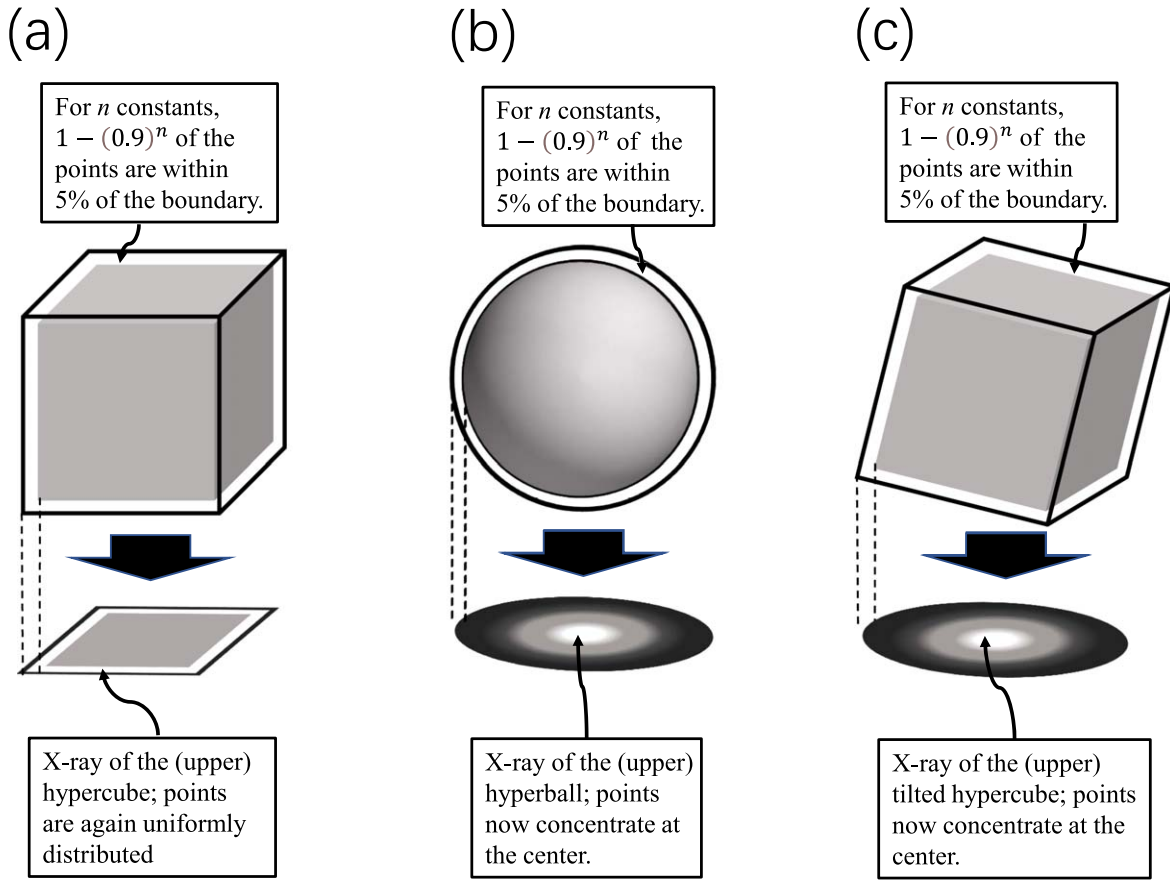 (a)
(b)
(c)
For n constants,
1 − (0.9)ⁿ of the
points are within
5% of the boundary.
For n constants,
1 − (0.9)ⁿ of the
points are within
5% of the boundary.
For n constants,
1 − (0.9)ⁿ of the
points are within
5% of the boundary.
X-ray of the (upper)
hypercube; points
are again uniformly
distributed
X-ray of the (upper)
hyperball; points
now concentrate at
the center.
X-ray of the (upper)
tilted hypercube; points
now concentrate at the
center.